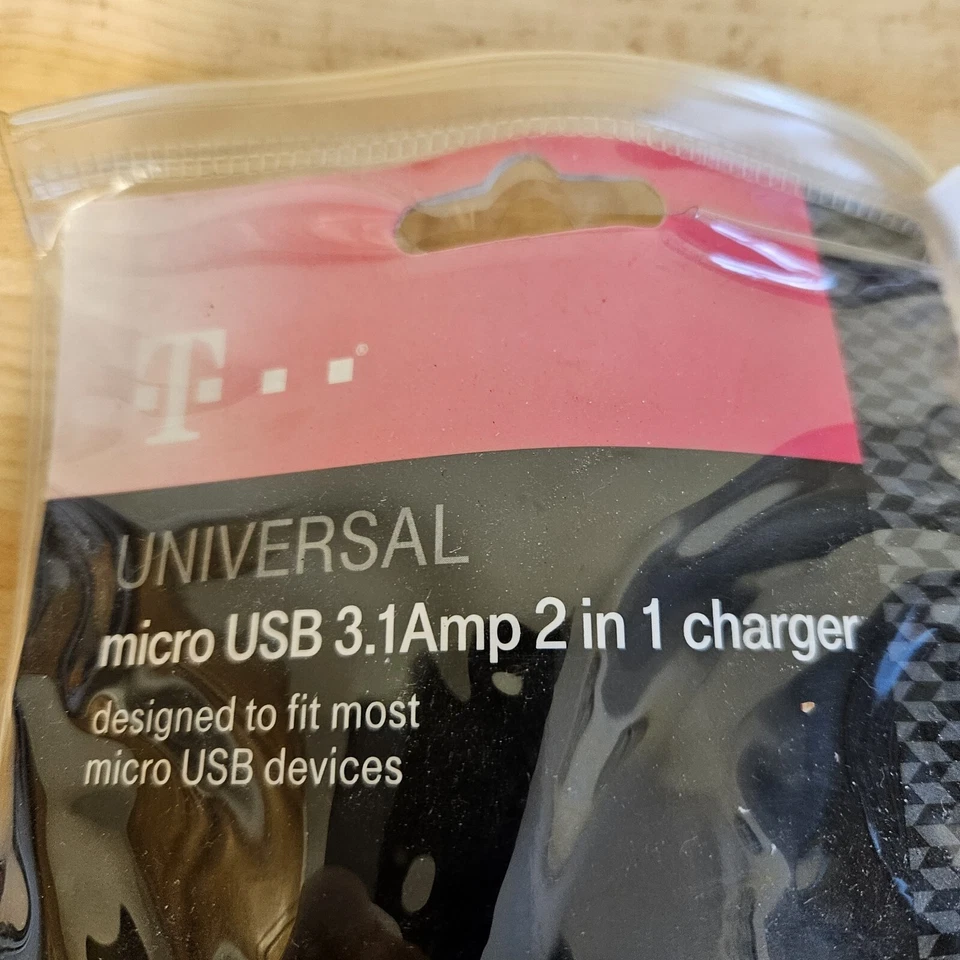 T®
UNIVERSAL
micro USB 3.1Amp 2 in 1 charger
designed to fit most
micro USB devices